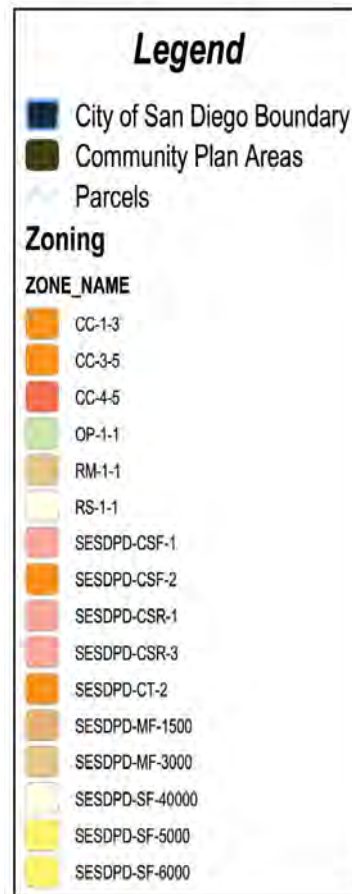 Legend
City of San Diego Boundary
Community Plan Areas
Parcels
Zoning
ZONE_NAME
CC-1-3
CC-3-5
CC-4-5
OP-1-1
RM-1-1
RS-1-1
SESDPD-CSF-1
SESDPD-CSF-2
SESDPD-CSR-1
SESDPD-CSR-3
SESDPD-CT-2
SESDPD-MF-1500
SESDPD-MF-3000
SESDPD-SF-40000
SESDPD-SF-5000
SESDPD-SF-6000